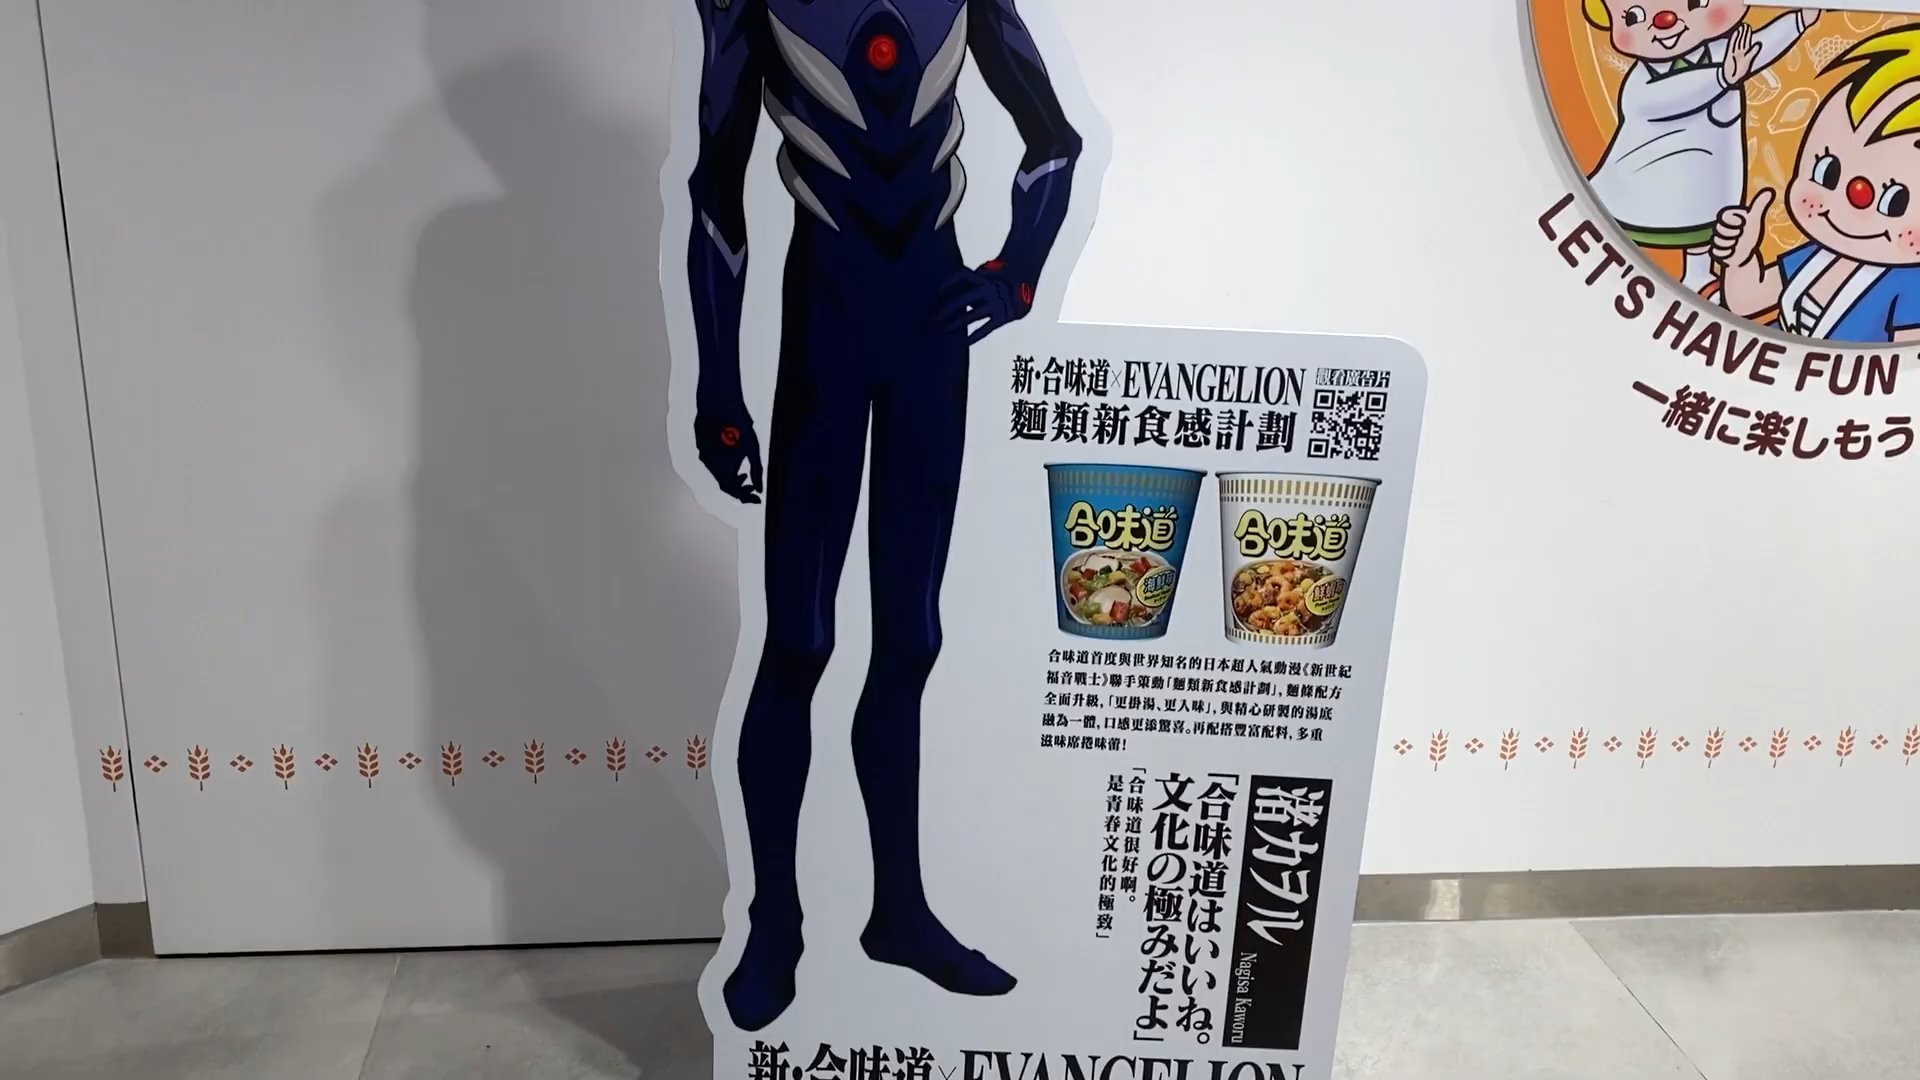 新·合味道×EVANGELION
麵類新食感計劃
觀看廣告片
合味道
海鮮味
合味道
鮮蝦味
合味道首度與世界知名的日本超人氣動漫《新世紀
福音戰士》聯手策動「麵類新食感計劃」，麵條配方
全面升級，「更掛湯、更入味」，與精心研製的湯底
融為一體，口感更添驚喜。再配搭豐富配料，多重
滋味席捲味蕾！
渚カヲル
Nagisa Kaworu
「合味道はいいね。
文化の極みだよ」
「合味道很好啊。
是青春文化的極致」
新·合味道×EVANGELION
LET'S HAVE FUN
一緒に楽しもう